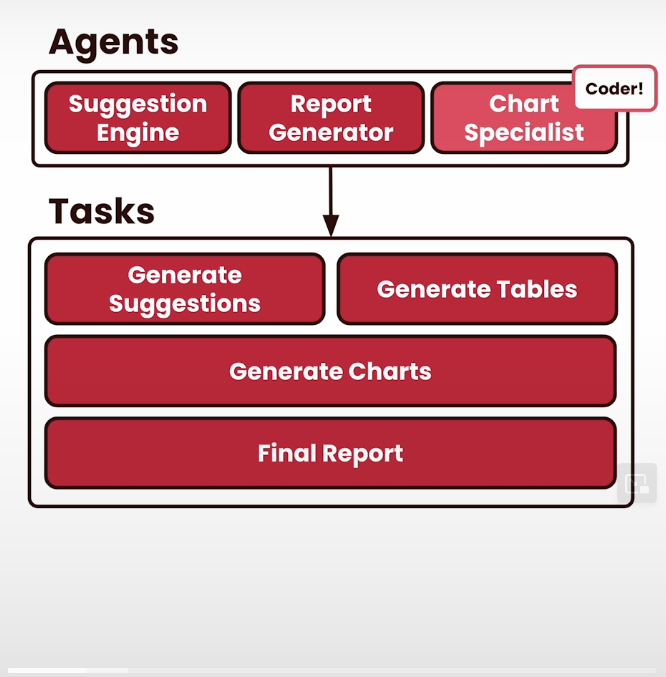 Agents
Suggestion
Engine
Report
Generator
Chart
Specialist
Coder!
Tasks
Generate
Suggestions
Generate Tables
Generate Charts
Final Report